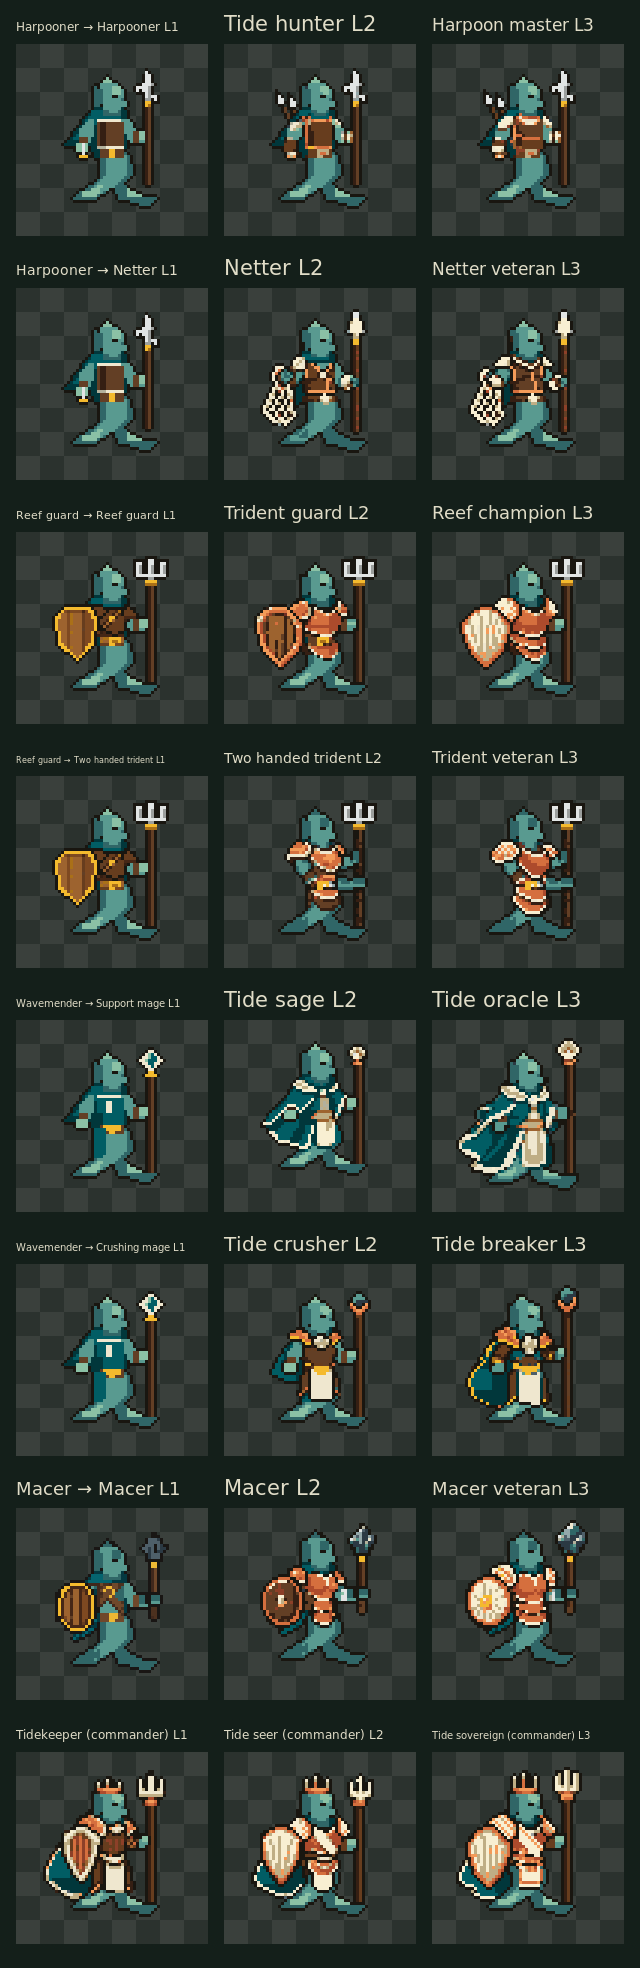 Harpooner → Harpooner L1
Tide hunter L2
Harpoon master L3
Harpooner → Netter L1
Netter L2
Netter veteran L3
Reef guard → Reef guard L1
Trident guard L2
Reef champion L3
Reef guard → Two handed trident L1
Two handed trident L2
Trident veteran L3
Wavemender → Support mage L1
Tide sage L2
Tide oracle L3
Wavemender → Crushing mage L1
Tide crusher L2
Tide breaker L3
Macer → Macer L1
Macer L2
Macer veteran L3
Tidekeeper (commander) L1
Tide seer (commander) L2
Tide sovereign (commander) L3